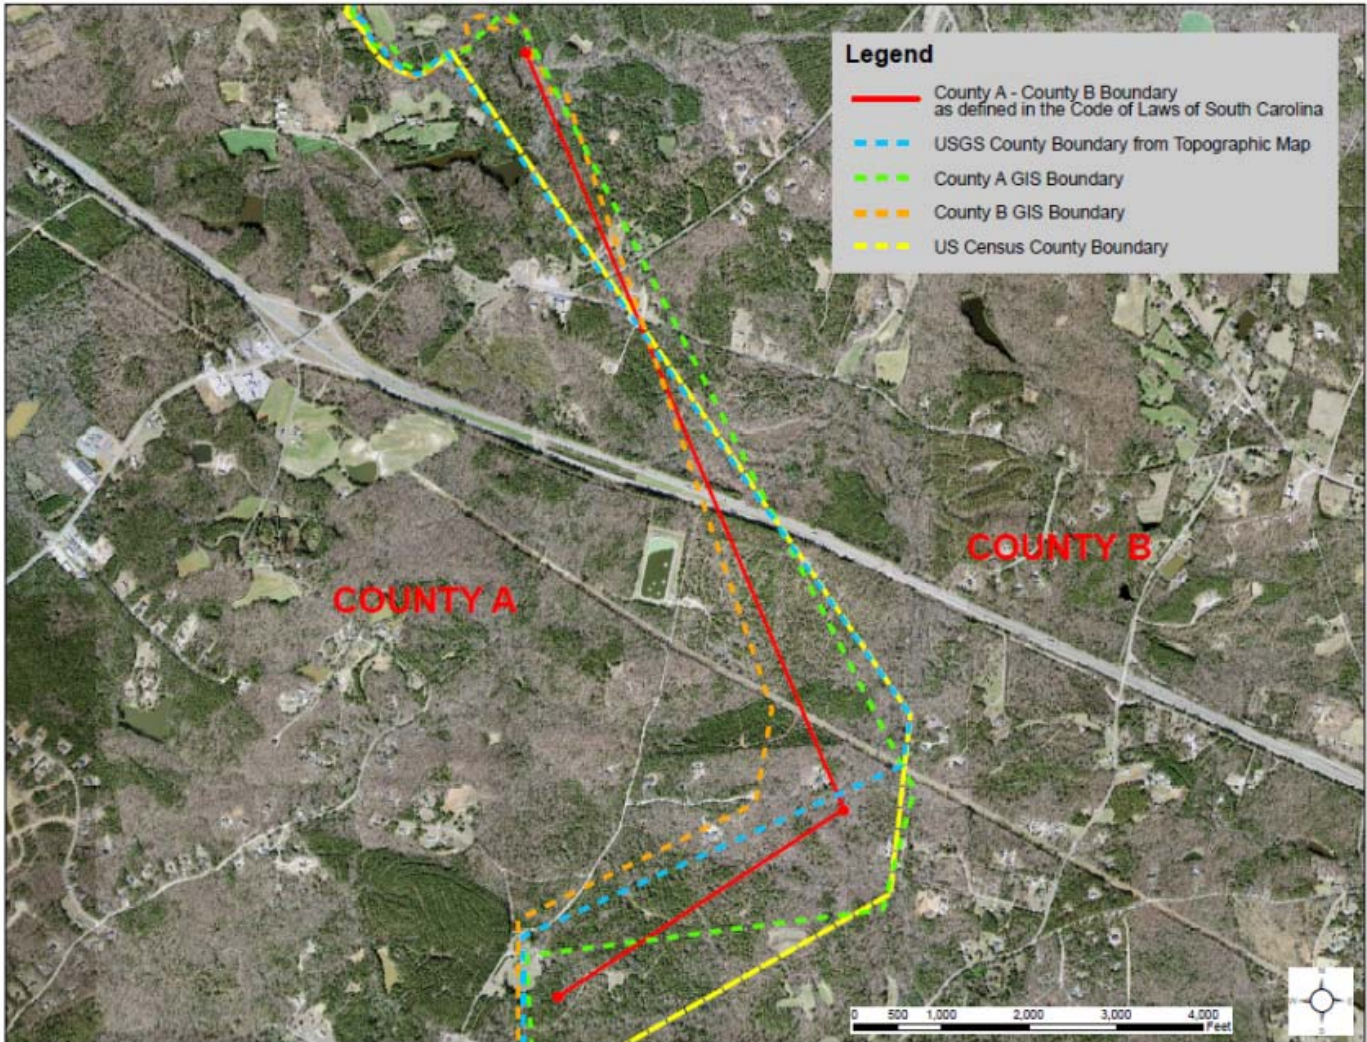 Legend
County A - County B Boundary
as defined in the Code of Laws of South Carolina
USGS County Boundary from Topographic Map
County A GIS Boundary
County B GIS Boundary
US Census County Boundary
COUNTY B
COUNTY A
0 500 1,000 2,000 3,000 4,000
Feet
N
W E
S